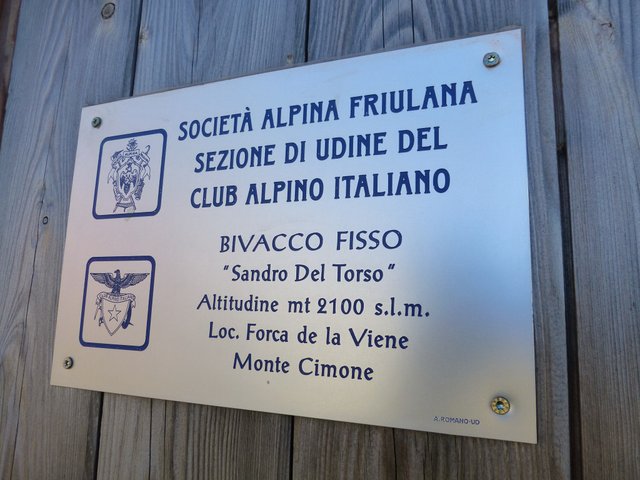 SOCIETÀ ALPINA FRIULANA
SEZIONE DI UDINE DEL
CLUB ALPINO ITALIANO
BIVACCO FISSO
"Sandro Del Torso"
Altitudine mt 2100 s.l.m.
Loc. Forca de la Viene
Monte Cimone
A. ROMANO-UD